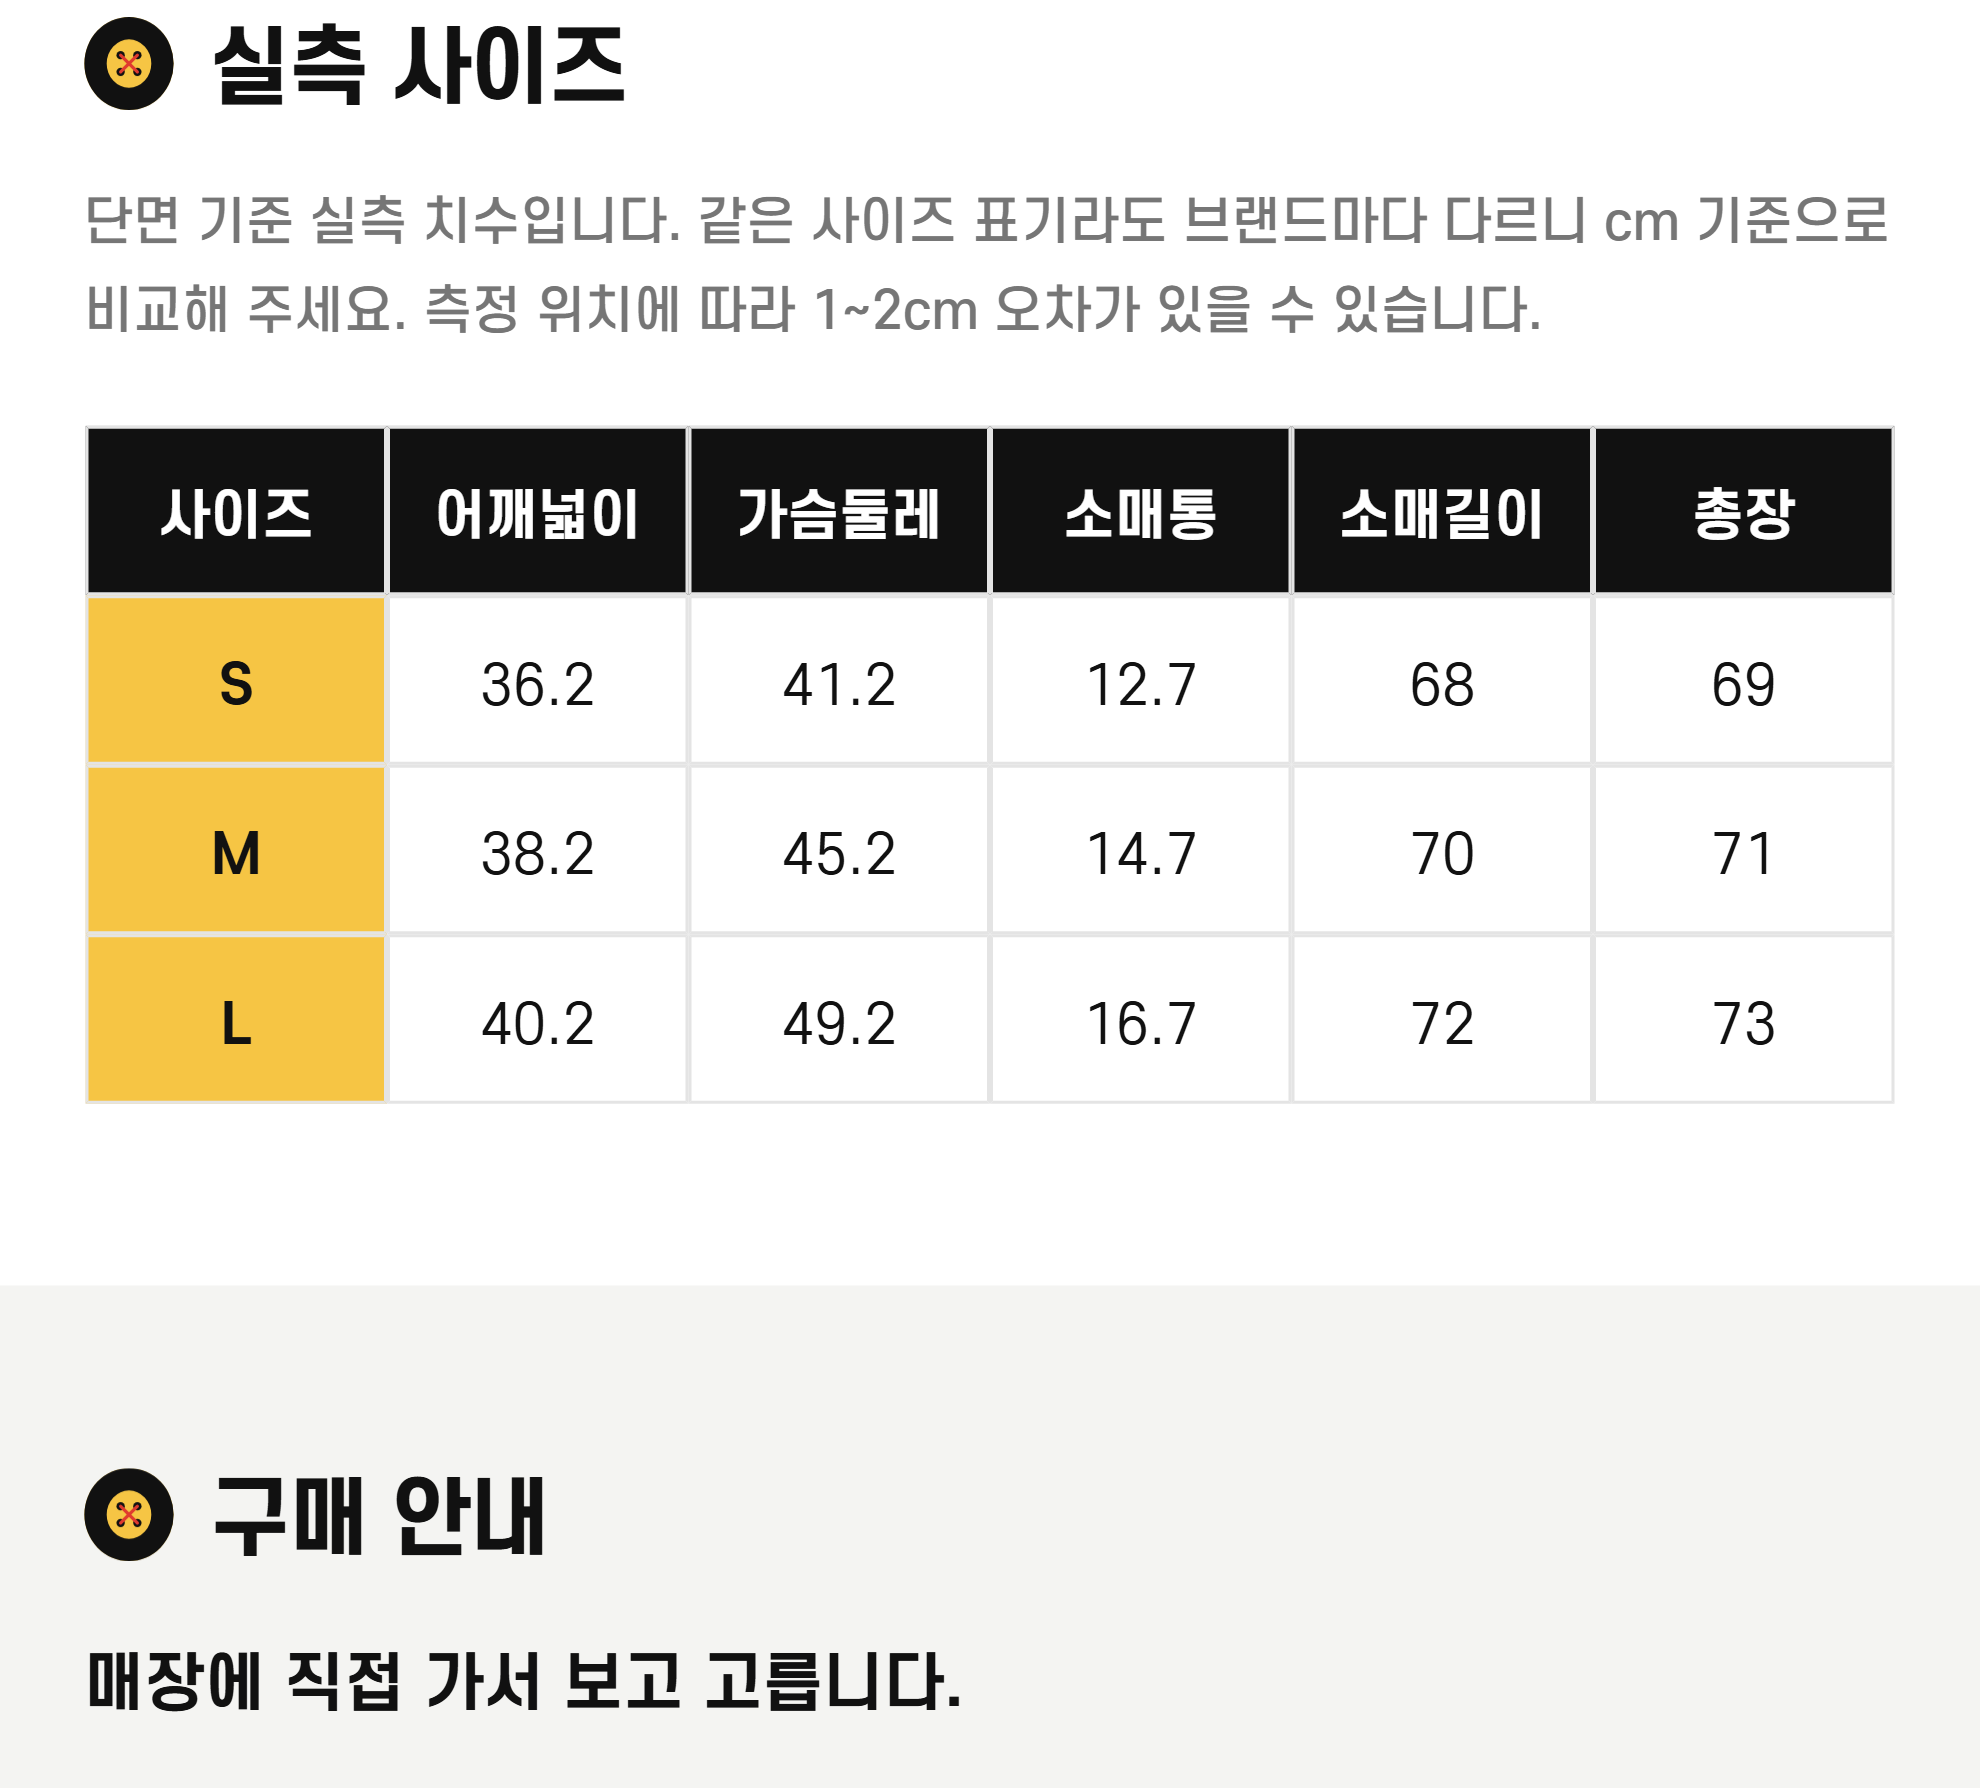 실측 사이즈
단면 기준 실측 치수입니다. 같은 사이즈 표기라도 브랜드마다 다르니 cm 기준으로
비교해 주세요. 측정 위치에 따라 1~2cm 오차가 있을 수 있습니다.
사이즈 어깨넓이 가슴둘레 소매통 소매길이 총장
S 36.2 41.2 12.7 68 69
M 38.2 45.2 14.7 70 71
L 40.2 49.2 16.7 72 73
구매 안내
매장에 직접 가서 보고 고릅니다.